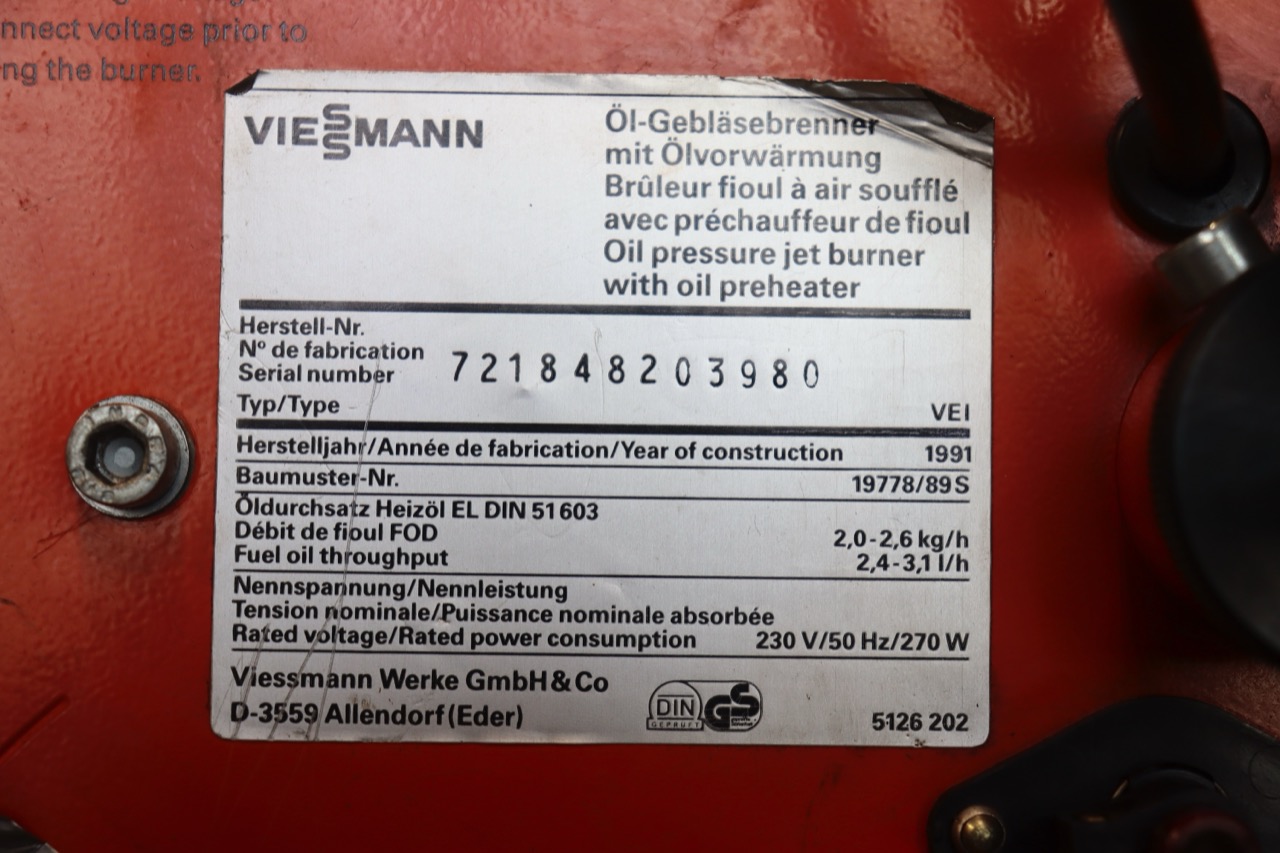 nnect voltage prior to
ng the burner.
VIESSMANN
Öl-Gebläsebrenner
mit Ölvorwärmung
Brûleur fioul à air soufflé
avec préchauffeur de fioul
Oil pressure jet burner
with oil preheater
Herstell-Nr.
Nº de fabrication
Serial number 721848203980
Typ/Type VEI
Herstelljahr/Année de fabrication/Year of construction 1991
Baumuster-Nr. 19778/89 S
Öldurchsatz Heizöl EL DIN 51603
Débit de fioul FOD 2,0-2,6 kg/h
Fuel oil throughput 2,4-3,1 l/h
Nennspannung/Nennleistung
Tension nominale/Puissance nominale absorbée
Rated voltage/Rated power consumption 230 V/50 Hz/270 W
Viessmann Werke GmbH & Co
D-3559 Allendorf (Eder)
DIN GS
GEPRÜFT
5126 202